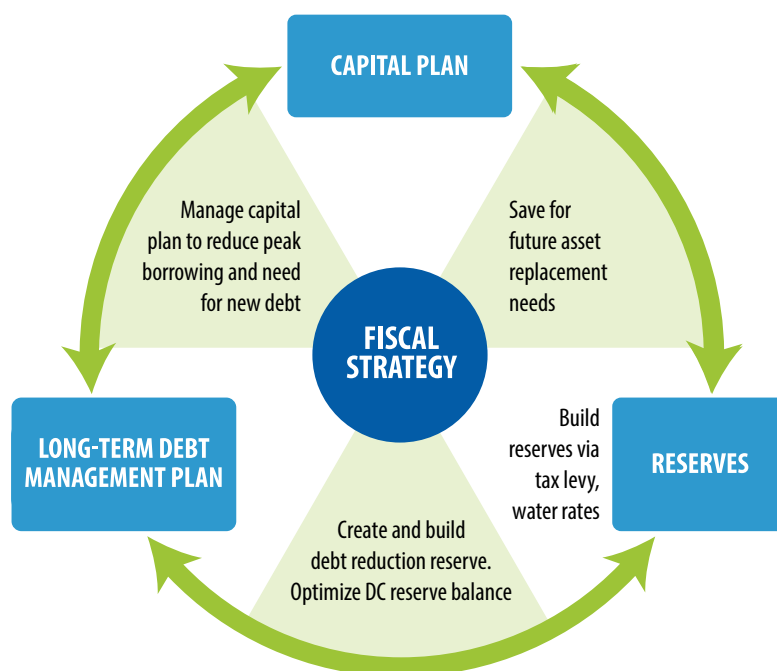 CAPITAL PLAN
Manage capital
plan to reduce peak
borrowing and need
for new debt
Save for
future asset
replacement
needs
FISCAL
STRATEGY
LONG-TERM DEBT
MANAGEMENT PLAN
Build
reserves via
tax levy,
water rates
RESERVES
Create and build
debt reduction reserve.
Optimize DC reserve balance